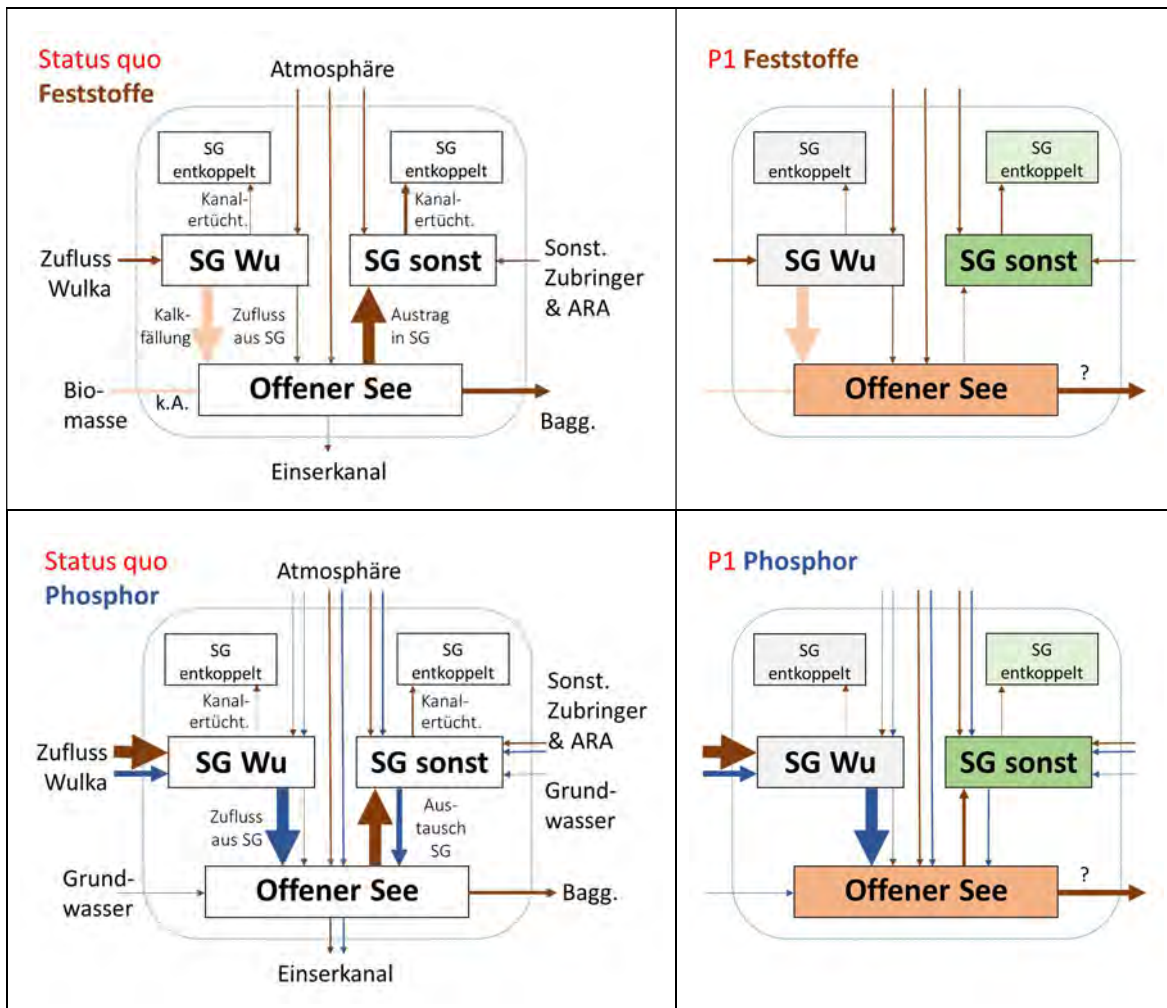 Status quo
Feststoffe
Atmosphäre
SG
entkoppelt
SG
entkoppelt
Kanal-
ertücht.
Kanal-
ertücht.
Zufluss
Wulka
SG Wu
SG sonst
Sonst.
Zubringer
& ARA
Kalk-
fällung
Zufluss
aus SG
Austrag
in SG
Bio-
masse
k.A.
Offener See
Bagg.
Einserkanal
P1 Feststoffe
SG
entkoppelt
SG
entkoppelt
SG Wu
SG sonst
Offener See
?
Status quo
Phosphor
Atmosphäre
SG
entkoppelt
SG
entkoppelt
Kanal-
ertücht.
Kanal-
ertücht.
Sonst.
Zubringer
& ARA
Zufluss
Wulka
SG Wu
SG sonst
Grund-
wasser
Zufluss
aus SG
Aus-
tausch
SG
Grund-
wasser
Offener See
Bagg.
Einserkanal
P1 Phosphor
SG
entkoppelt
SG
entkoppelt
SG Wu
SG sonst
Offener See
?